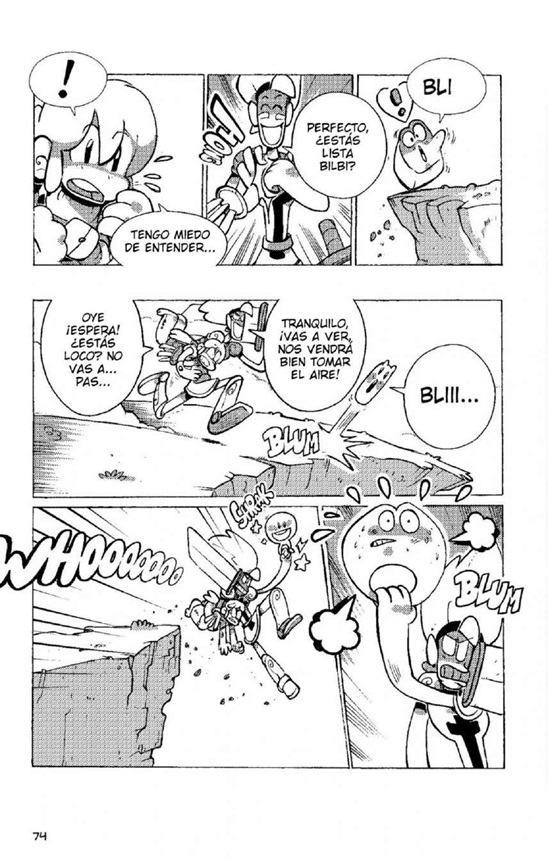 !
TENGO MIEDO
DE ENTENDER...
¡HOP!
PERFECTO,
¿ESTÁS
LISTA
BILBI?
!
BLI
OYE
¡ESPERA!
¿ESTÁS
LOCO? NO
VAS A...
PAS...
TRANQUILO,
¡VAS A VER,
NOS VENDRÁ
BIEN TOMAR
EL AIRE!
BLUM
BLIII...
WHOOOOOOO
BLUM
74